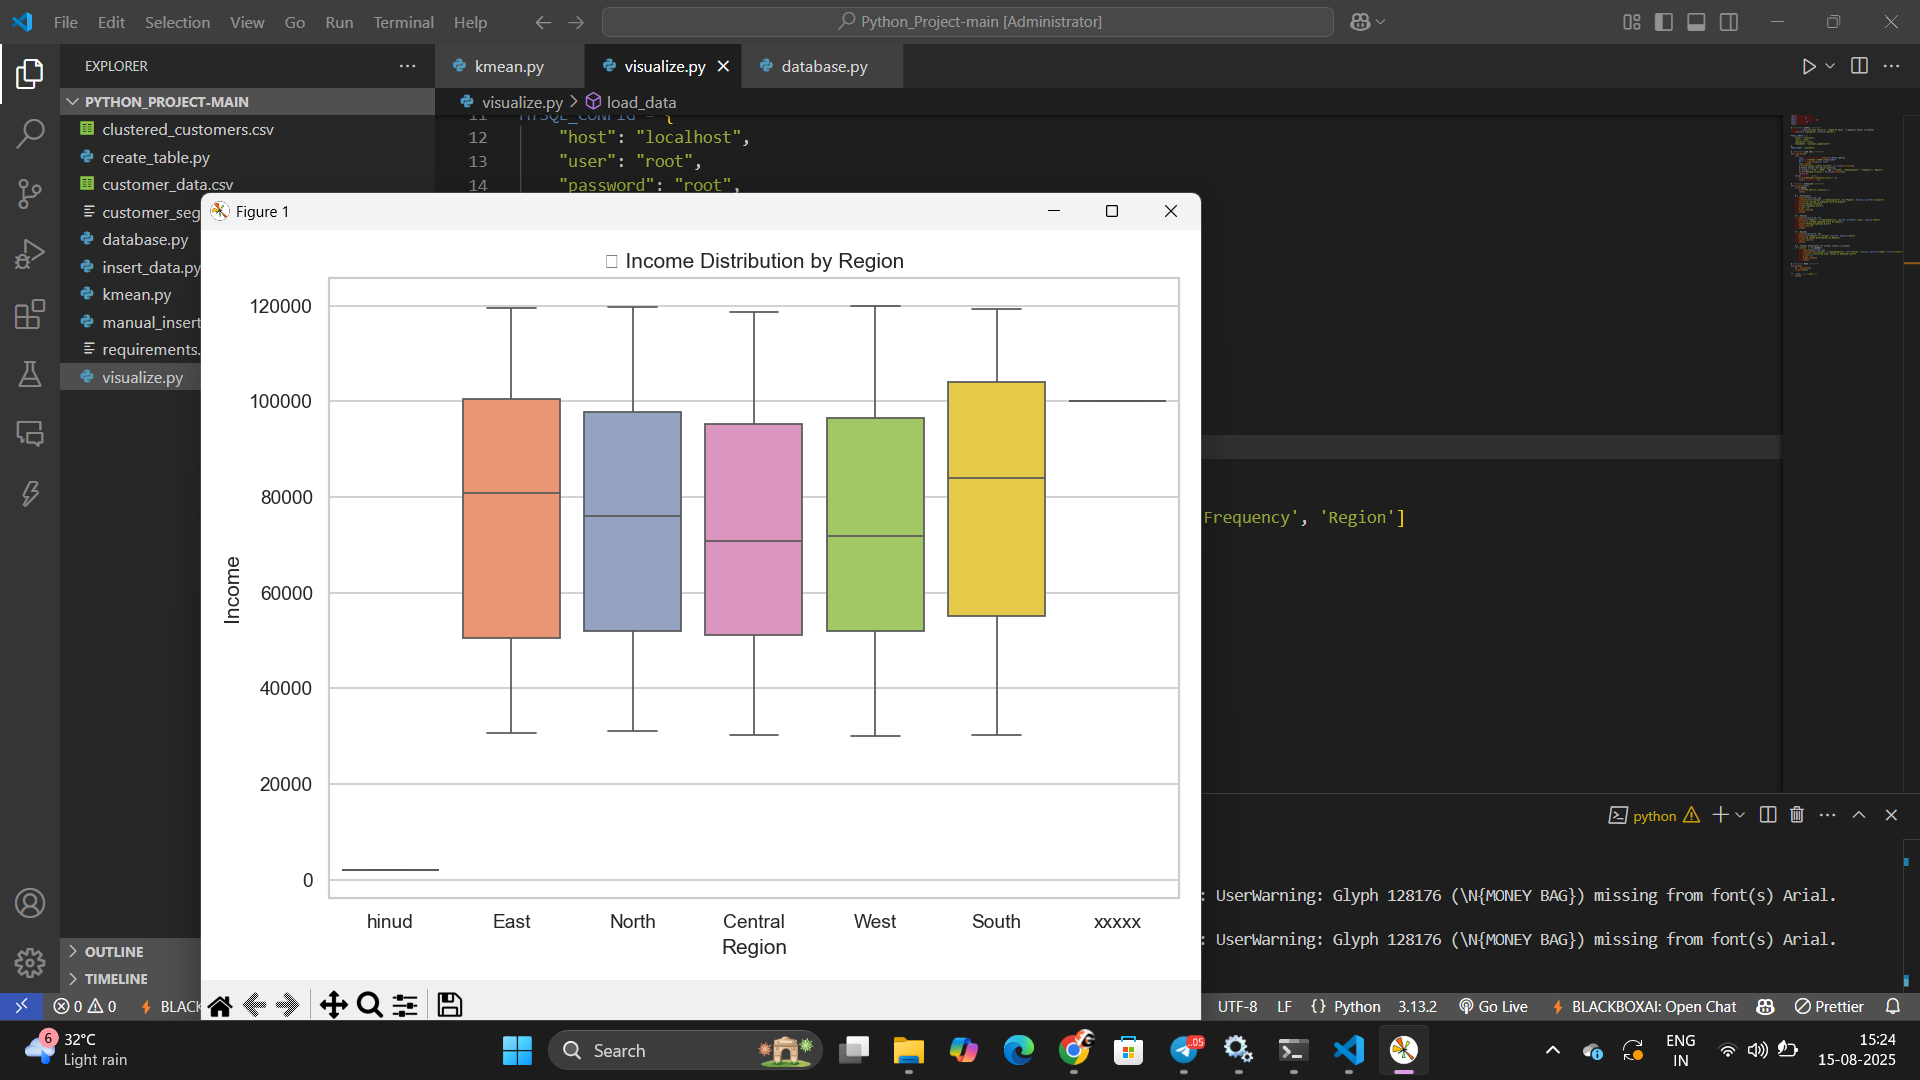 File Edit Selection View Go Run Terminal Help
Python_Project-main [Administrator]
EXPLORER
kmean.py
visualize.py
database.py
PYTHON_PROJECT-MAIN
visualize.py > load_data
clustered_customers.csv
create_table.py
customer_data.csv
customer_seg
database.py
insert_data.py
kmean.py
manual_insert
requirements.
visualize.py
11 MYSQL_CONFIG = {
12 "host": "localhost",
13 "user": "root",
14 "password": "root",
Frequency', 'Region']
Figure 1
Income Distribution by Region
120000
100000
80000
60000
40000
20000
0
Income
hinud East North Central West South xxxxx
Region
python
: UserWarning: Glyph 128176 (\N{MONEY BAG}) missing from font(s) Arial.
: UserWarning: Glyph 128176 (\N{MONEY BAG}) missing from font(s) Arial.
OUTLINE
TIMELINE
0 0 BLACK
UTF-8 LF {} Python 3.13.2 Go Live BLACKBOXAI: Open Chat Prettier
6
32°C
Light rain
Search
.05
ENG
IN
15:24
15-08-2025